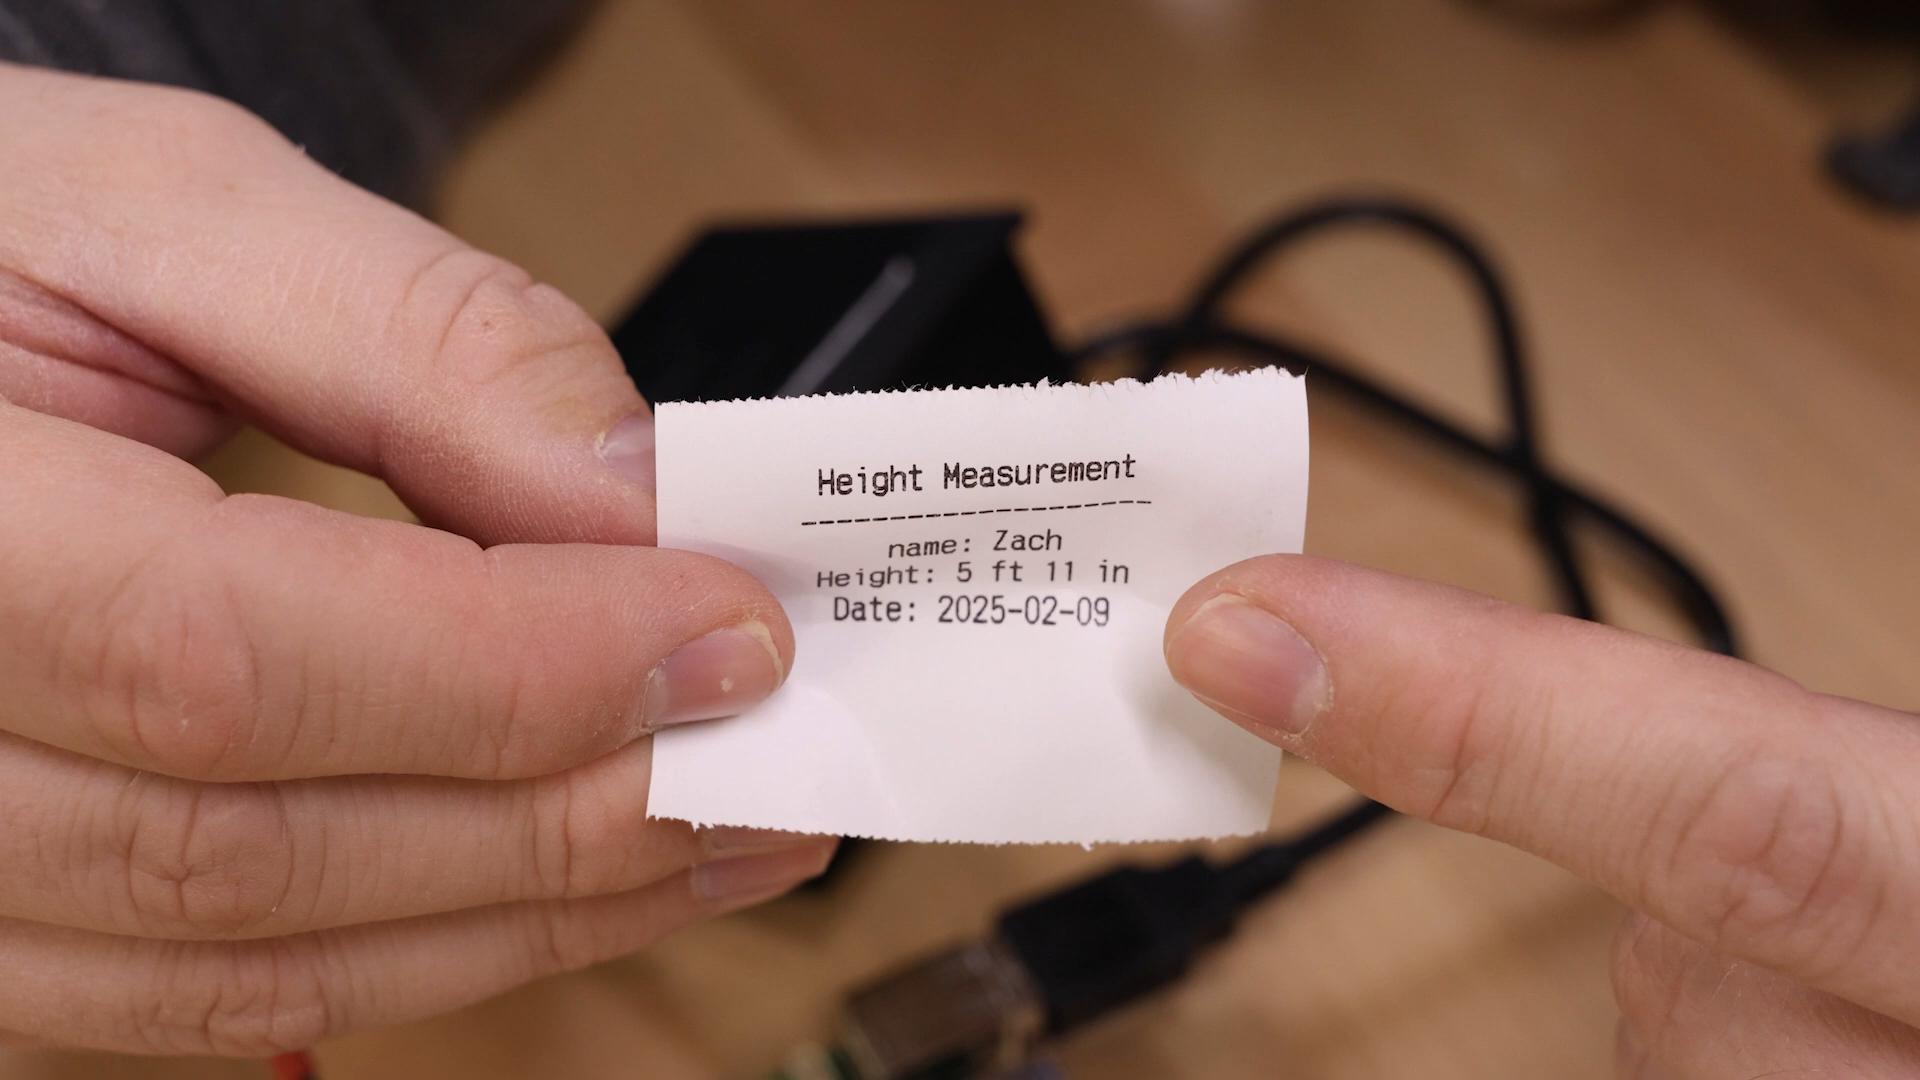 Height Measurement
--------------------
name: Zach
Height: 5 ft 11 in
Date: 2025-02-09